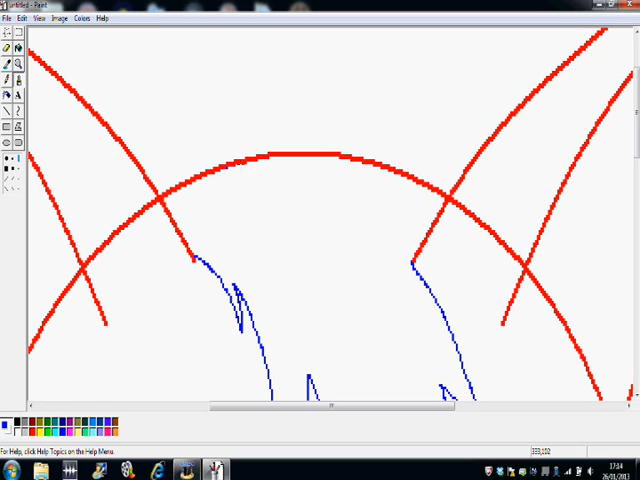 untitled - Paint
File Edit View Image Colors Help
A
For Help, click Help Topics on the Help Menu.
333,102
17:14
26/01/2013